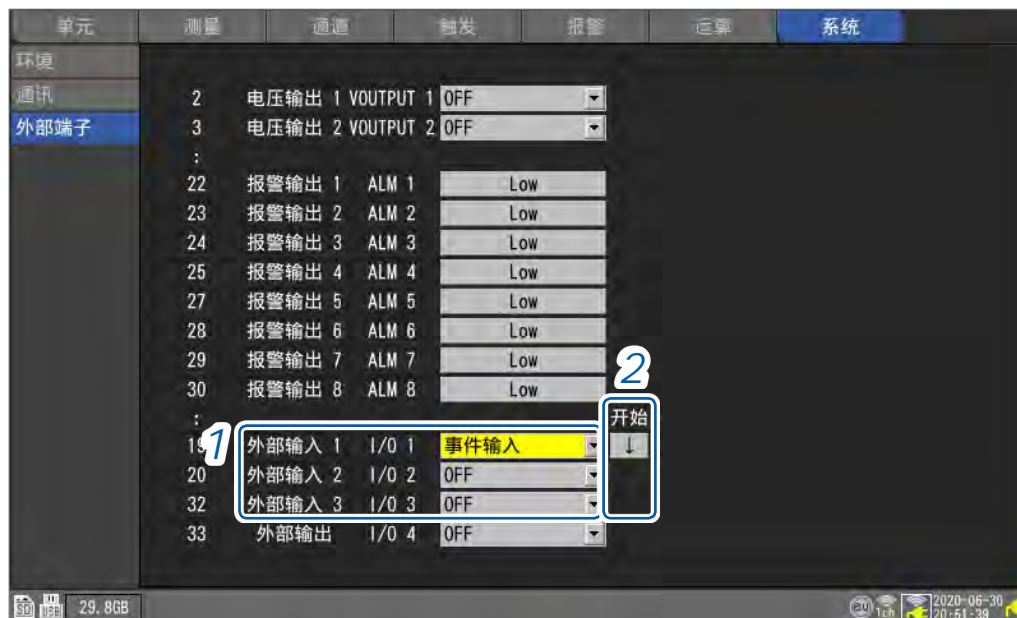 单元 测量 通道 触发 报警 运算 系统
环境
通讯
外部端子
2 电压输出 1 VOUTPUT 1 OFF
3 电压输出 2 VOUTPUT 2 OFF
:
22 报警输出 1 ALM 1 Low
23 报警输出 2 ALM 2 Low
24 报警输出 3 ALM 3 Low
25 报警输出 4 ALM 4 Low
27 报警输出 5 ALM 5 Low
28 报警输出 6 ALM 6 Low
29 报警输出 7 ALM 7 Low
2
30 报警输出 8 ALM 8 Low
: 开始
1
19 外部输入 1 I/O 1 事件输入 ↓
20 外部输入 2 I/O 2 OFF
32 外部输入 3 I/O 3 OFF
33 外部输出 I/O 4 OFF
SD USB 29.8GB 1ch 2020-06-30
20:51:39